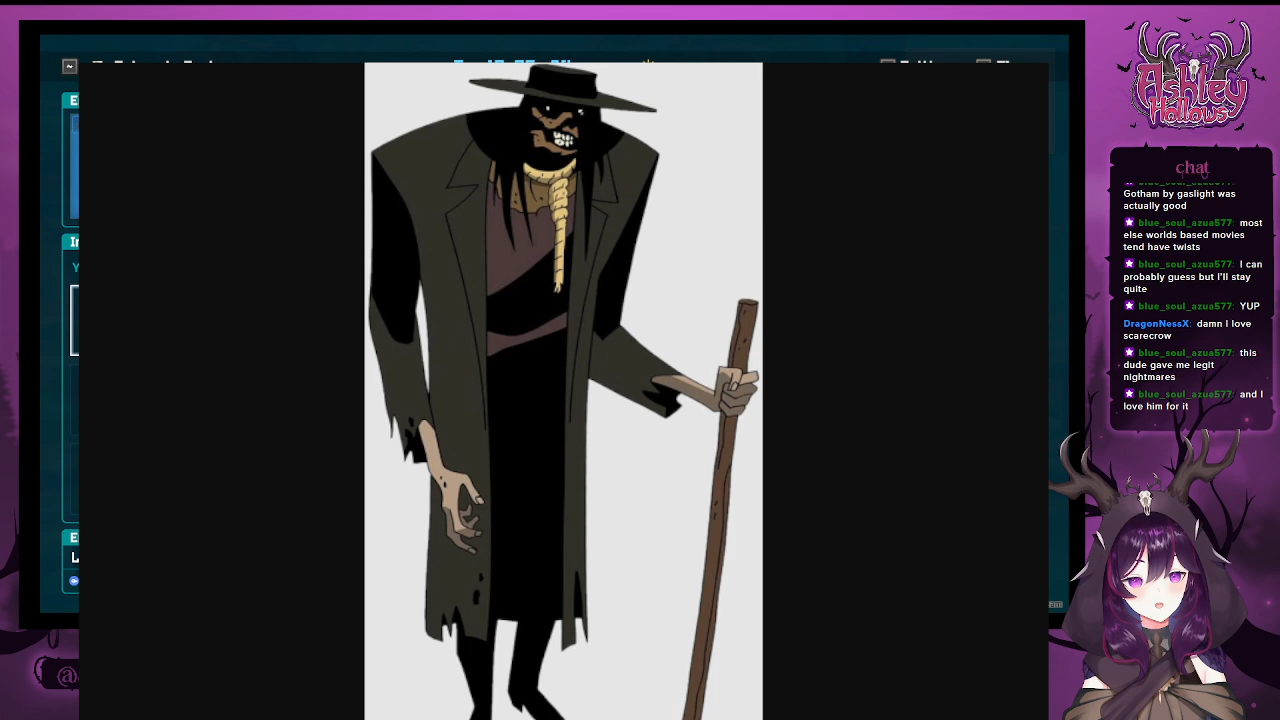 Ashley
Hollows
chat
Gotham by gaslight was
actually good
blue_soul_azua577: most
else worlds based movies
tend have twists
blue_soul_azua577: I can
probably guess but I'll stay
quite
blue_soul_azua577: YUP
DragonNessX: damn I love
scarecrow
blue_soul_azua577: this
dude gave me legit
nightmares
blue_soul_azua577: and I
love him for it